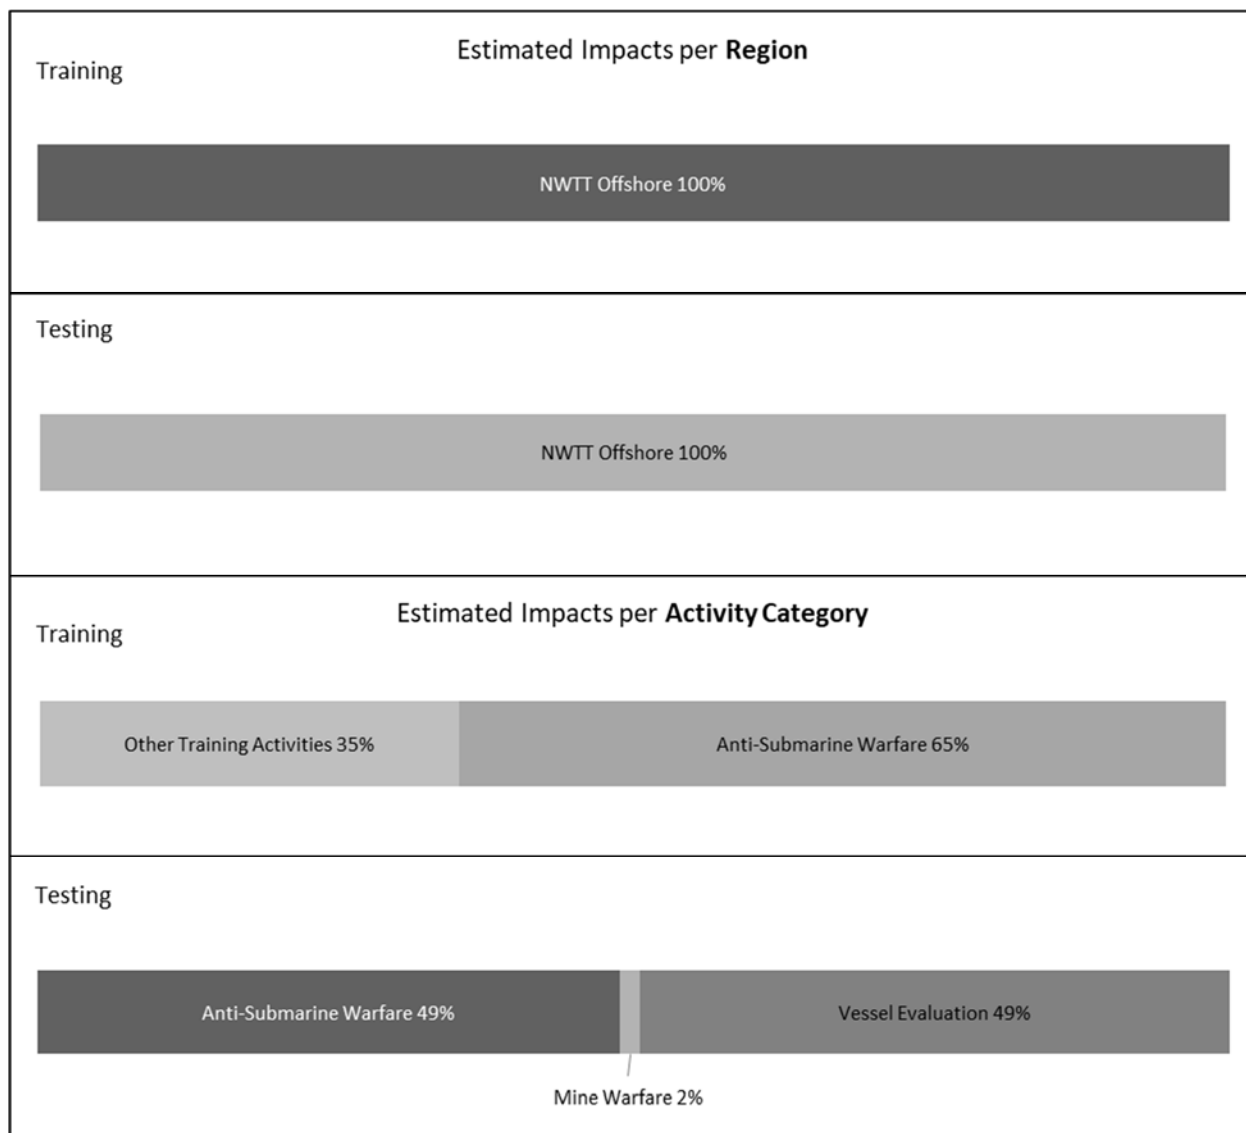 Estimated Impacts per Region
Training
NWTT Offshore 100%
Testing
NWTT Offshore 100%
Estimated Impacts per Activity Category
Training
Other Training Activities 35%
Anti-Submarine Warfare 65%
Testing
Anti-Submarine Warfare 49%
Vessel Evaluation 49%
Mine Warfare 2%